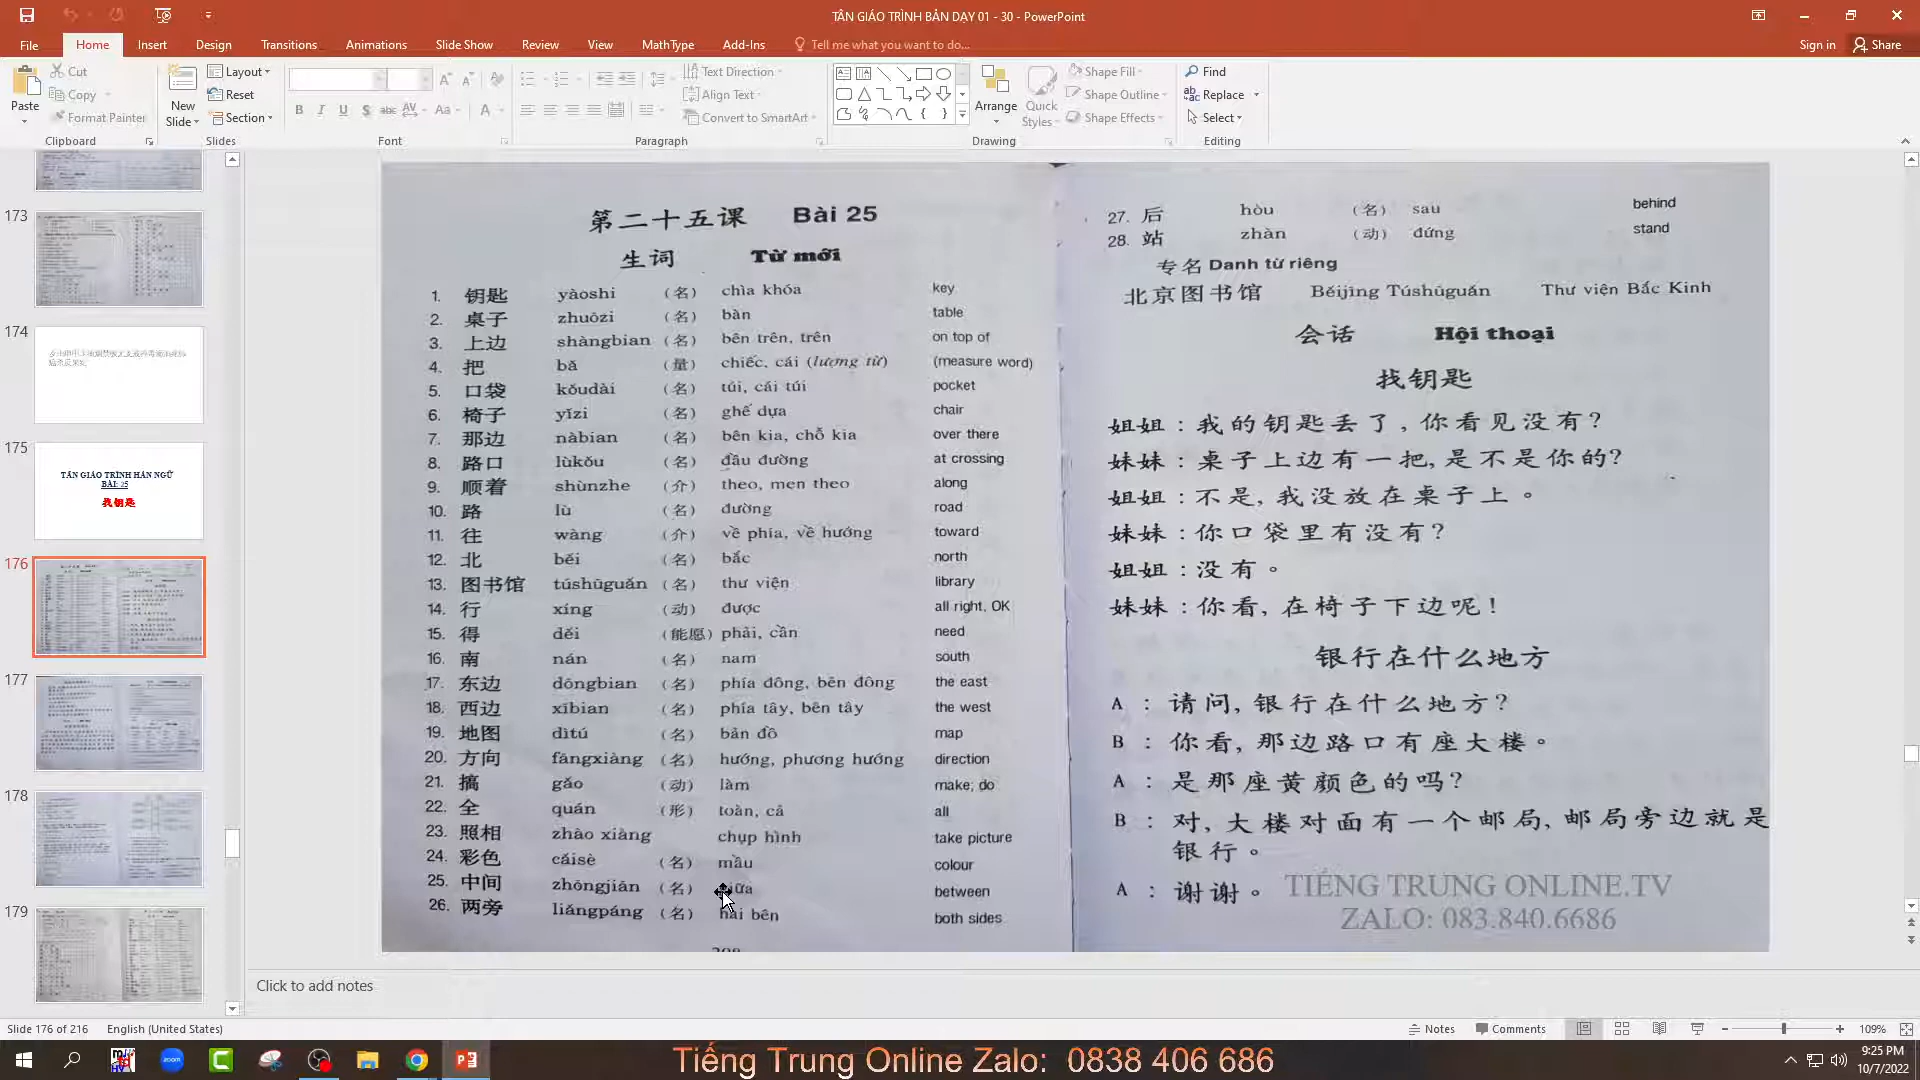 TÂN GIÁO TRÌNH BẢN DẠY 01 - 30 - PowerPoint
File Home Insert Design Slide Show Transitions Animations Slide Show Review View MathType Add-Ins Tell me what you want to do... Sign in Share
Paste Cut Copy Format Painter Clipboard
New Slide Layout Reset Section Slides
Font
Text Direction Align Text Convert to SmartArt Paragraph
Arrange Quick Styles Shape Fill Shape Outline Shape Effects Drawing
Find Replace Select Editing
173
174
175
TÂN GIÁO TRÌNH HÁN NGỮ
BÀI: 25
我钥匙
176
177
178
179
第二十五课 Bài 25
生词 Từ mới
1. 钥匙 yàoshi (名) chìa khóa key
2. 桌子 zhuōzi (名) bàn table
3. 上边 shàngbian (名) bên trên, trên on top of
4. 把 bǎ (量) chiếc, cái (lượng từ) (measure word)
5. 口袋 kǒudài (名) túi, cái túi pocket
6. 椅子 yǐzi (名) ghế dựa chair
7. 那边 nàbian (名) bên kia, chỗ kia over there
8. 路口 lùkǒu (名) đầu đường at crossing
9. 顺着 shùnzhe (介) theo, men theo along
10. 路 lù (名) đường road
11. 往 wàng (介) về phía, về hướng toward
12. 北 běi (名) bắc north
13. 图书馆 túshūguǎn (名) thư viện library
14. 行 xíng (动) được all right, OK
15. 得 děi (能愿) phải, cần need
16. 南 nán (名) nam south
17. 东边 dōngbian (名) phía đông, bên đông the east
18. 西边 xībian (名) phía tây, bên tây the west
19. 地图 dìtú (名) bản đồ map
20. 方向 fāngxiàng (名) hướng, phương hướng direction
21. 搞 gǎo (动) làm make; do
22. 全 quán (形) toàn, cả all
23. 照相 zhào xiàng chụp hình take picture
24. 彩色 cǎisè (名) màu colour
25. 中间 zhōngjiān (名) giữa between
26. 两旁 liǎngpáng (名) hai bên both sides
27. 后 hòu (名) sau behind
28. 站 zhàn (动) đứng stand
专名 Danh từ riêng
北京图书馆 Běijīng Túshūguǎn Thư viện Bắc Kinh
会话 Hội thoại
找钥匙
姐姐：我的钥匙丢了，你看见没有？
妹妹：桌子上边有一把，是不是你的？
姐姐：不是，我没放在桌子上。
妹妹：你口袋里有没有？
姐姐：没有。
妹妹：你看，在椅子下边呢！
银行在什么地方
A：请问，银行在什么地方？
B：你看，那边路口有座大楼。
A：是那座黄颜色的吗？
B：对，大楼对面有一个邮局，邮局旁边就是
银行。
A：谢谢。
TIẾNG TRUNG ONLINE.TV
ZALO: 083.840.6686
Click to add notes
Slide 176 of 216 English (United States) Notes Comments 109%
Tiếng Trung Online Zalo: 0838 406 686
9:25 PM
10/7/2022